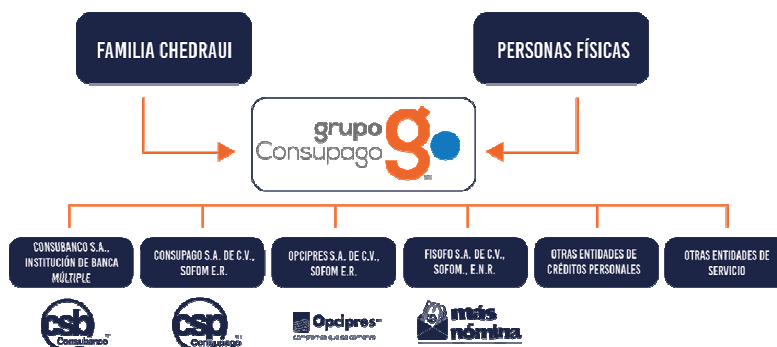 FAMILIA CHEDRAUI
PERSONAS FÍSICAS
grupo
Consupago
CONSUBANCO S.A.,
INSTITUCIÓN DE BANCA
MÚLTIPLE
CONSUPAGO S.A. DE C.V.,
SOFOM E.R.
OPCIPRES S.A. DE C.V.,
SOFOM E.R.
FISOFO S.A. DE C.V.,
SOFOM., E.N.R.
OTRAS ENTIDADES DE
CRÉDITOS PERSONALES
OTRAS ENTIDADES DE
SERVICIO
csb
Consubanco
csp
Consupago
Opcipres
más
nómina